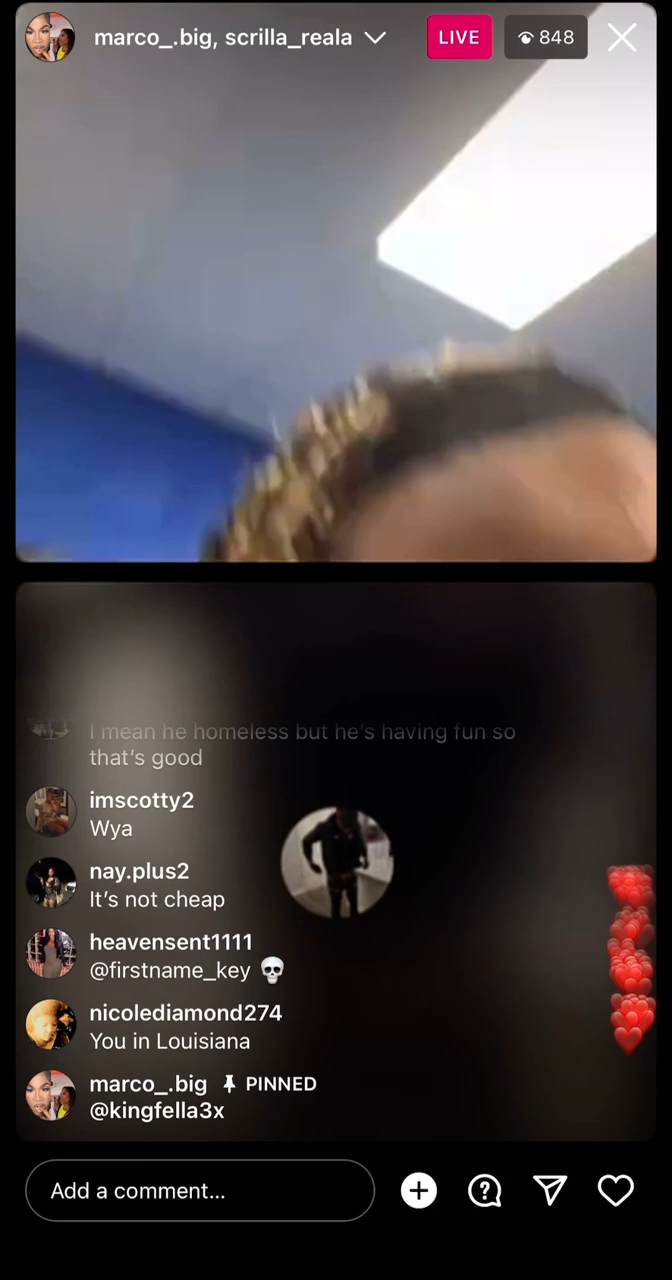 marco_.big, scrilla_reala
LIVE
848
I mean he homeless but he's having fun so
that's good
imscotty2
Wya
nay.plus2
It's not cheap
heavensent1111
@firstname_key 💀
nicolediamond274
You in Louisiana
marco_.big PINNED
@kingfella3x
Add a comment...